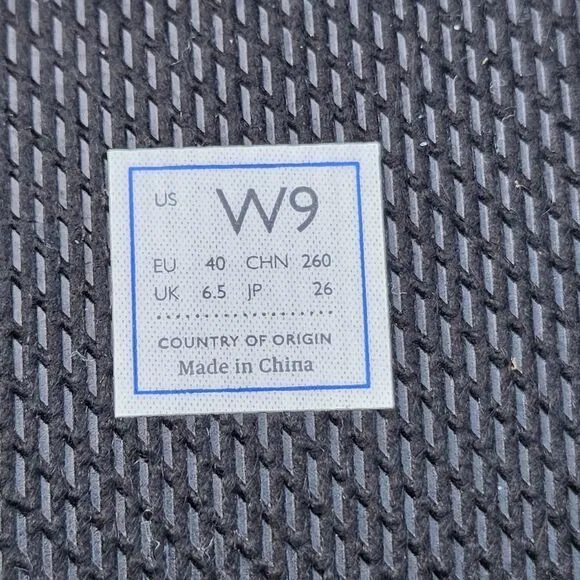 US W9
EU 40 CHN 260
UK 6.5 JP 26
COUNTRY OF ORIGIN
Made in China